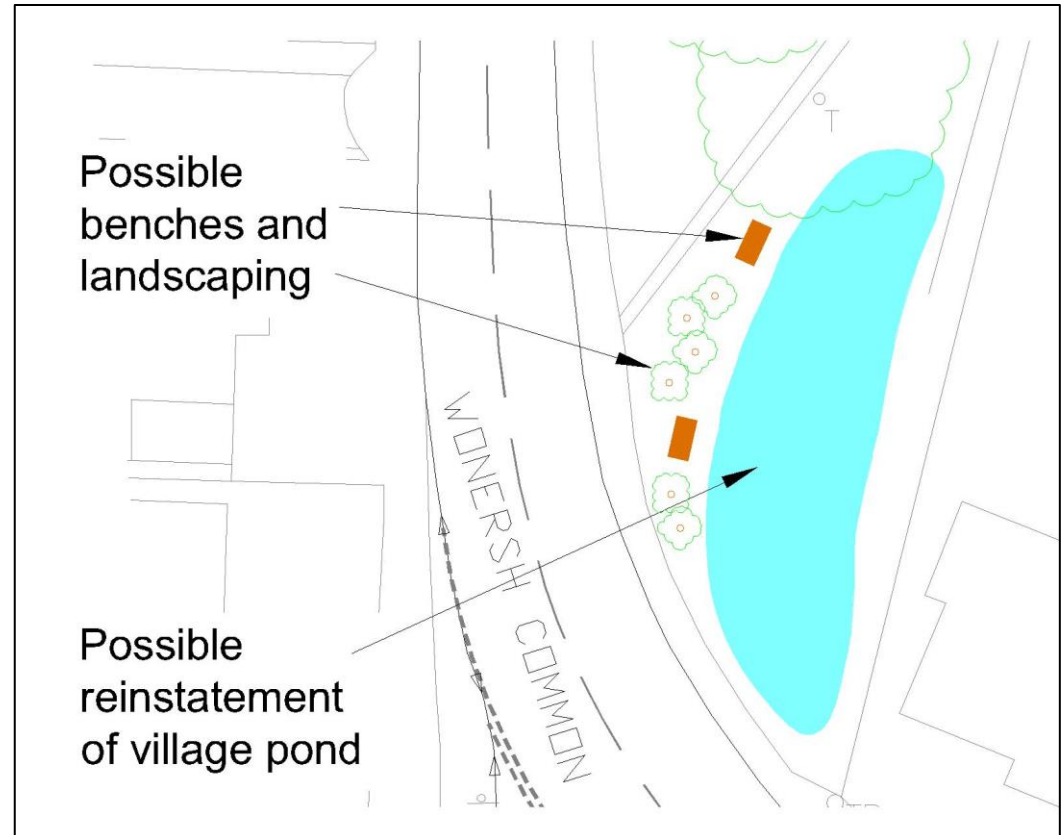 T
Possible
benches and
landscaping
WONERSH COMMON
Possible
reinstatement
of village pond